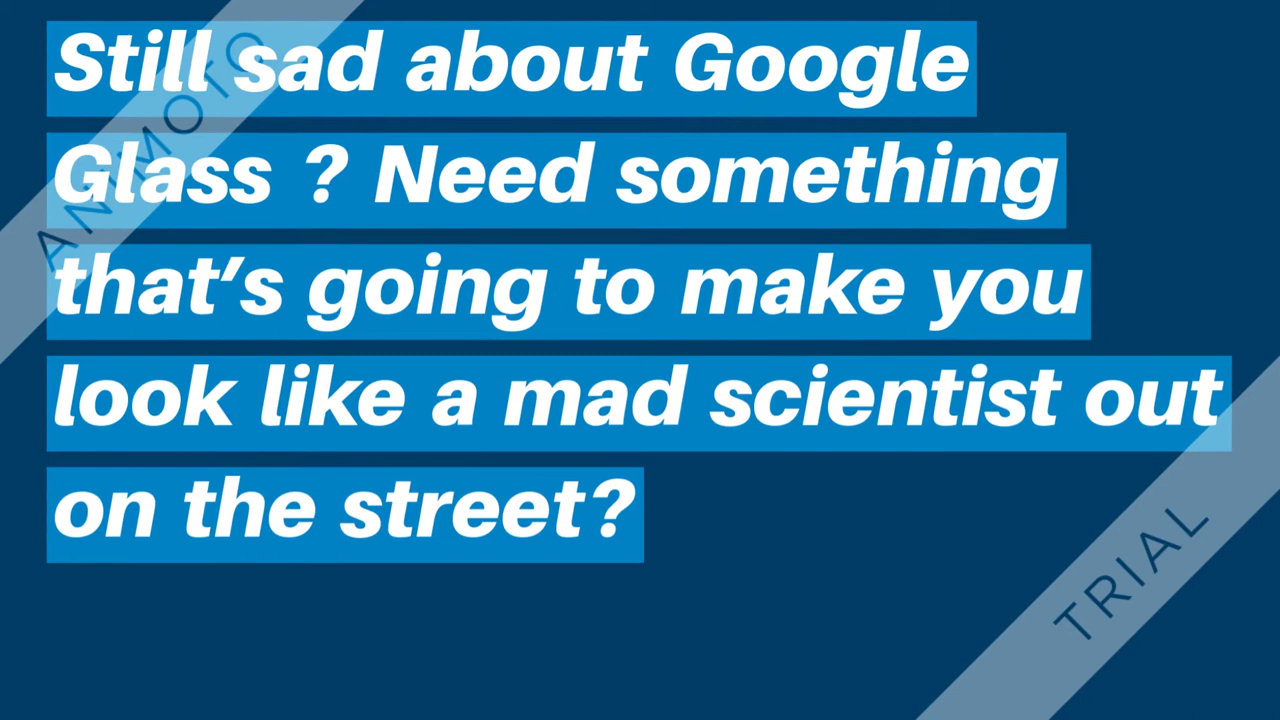 Still sad about Google
Glass ? Need something
that’s going to make you
look like a mad scientist out
on the street?
ANIMOTO
TRIAL